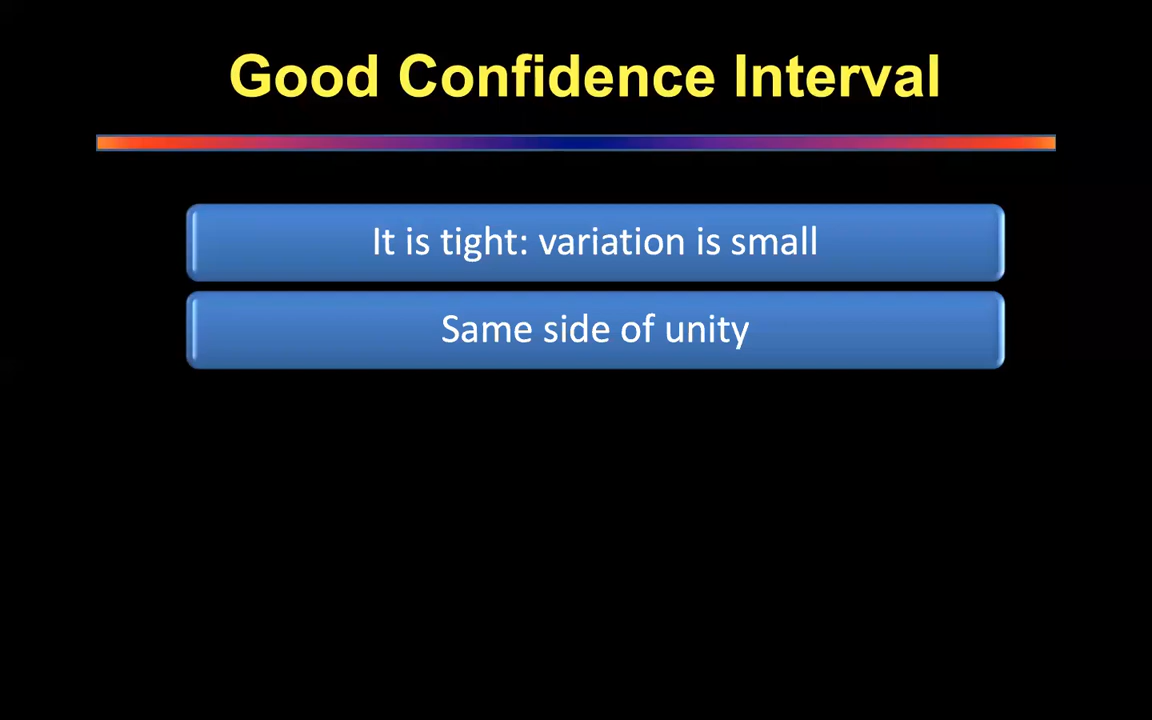 Good Confidence Interval
It is tight: variation is small
Same side of unity